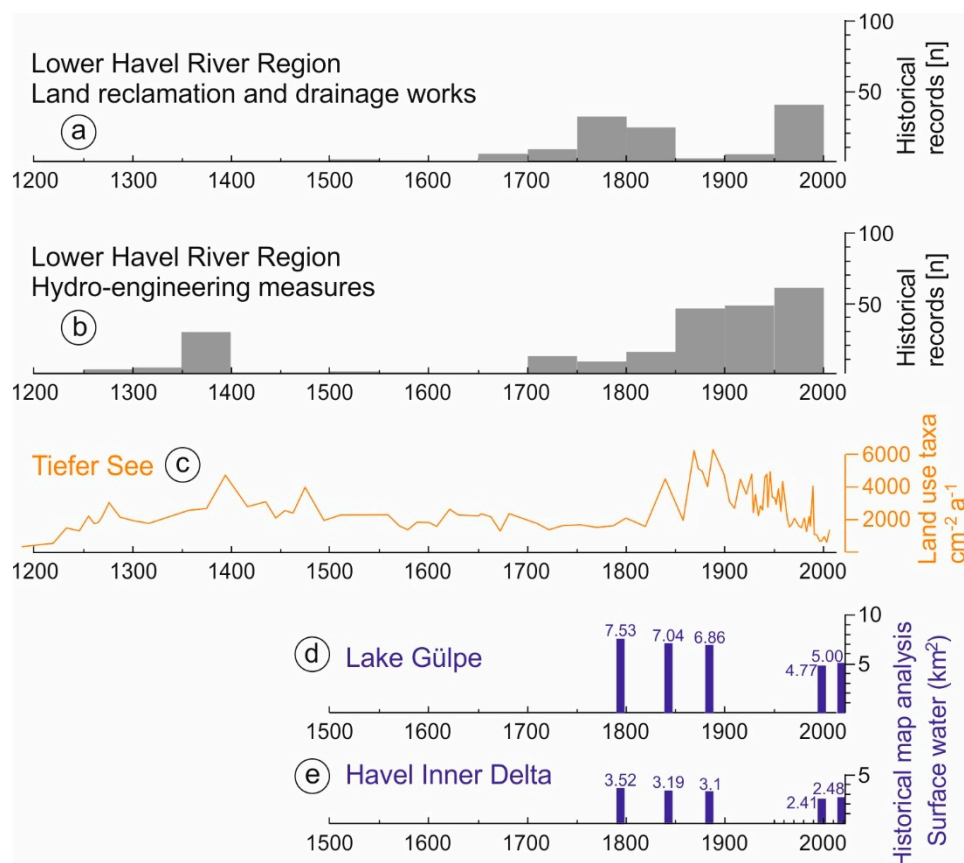 100
Lower Havel River Region
Land reclamation and drainage works
a
50
Historical
records [n]
1200 1300 1400 1500 1600 1700 1800 1900 2000
100
Lower Havel River Region
Hydro-engineering measures
b
50
Historical
records [n]
1200 1300 1400 1500 1600 1700 1800 1900 2000
Tiefer See c
6000
4000
2000
Land use taxa
cm⁻² a⁻¹
1200 1300 1400 1500 1600 1700 1800 1900 2000
d Lake Gülpe
7.53 7.04 6.86 4.77 5.00
10
5
1500 1600 1700 1800 1900 2000
e Havel Inner Delta
3.52 3.19 3.1 2.41 2.48
5
1500 1600 1700 1800 1900 2000
Historical map analysis
Surface water (km²)